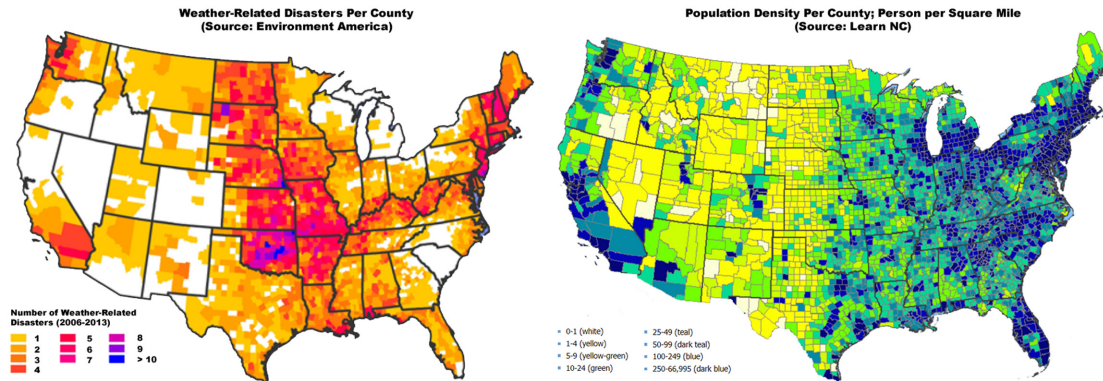 Weather-Related Disasters Per County
(Source: Environment America)
Number of Weather-Related
Disasters (2006-2013)
1
2
3
4
5
6
7
8
9
> 10
Population Density Per County; Person per Square Mile
(Source: Learn NC)
0-1 (white)
1-4 (yellow)
5-9 (yellow-green)
10-24 (green)
25-49 (teal)
50-99 (dark teal)
100-249 (blue)
250-66,995 (dark blue)